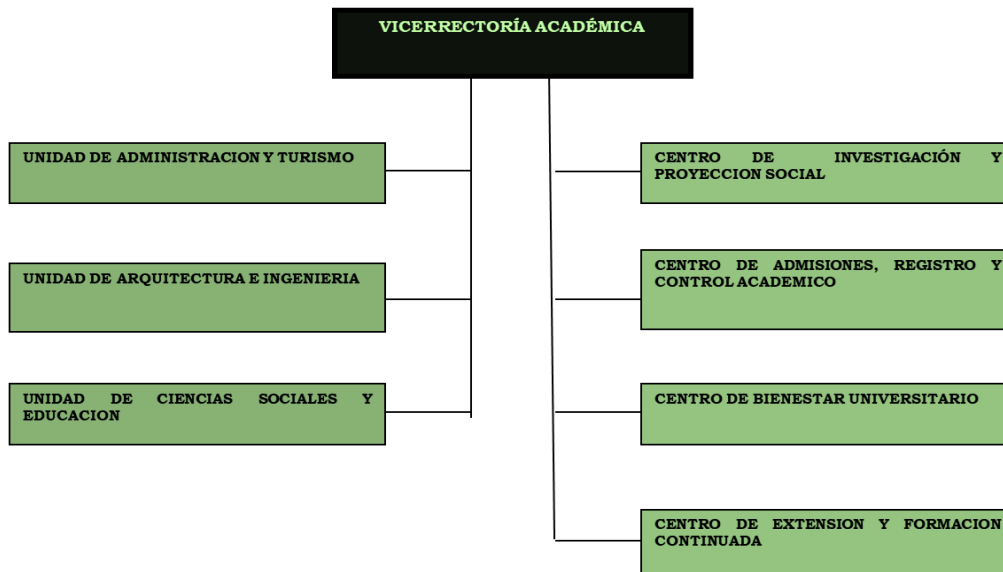 VICERRECTORÍA ACADÉMICA
UNIDAD DE ADMINISTRACION Y TURISMO
UNIDAD DE ARQUITECTURA E INGENIERIA
UNIDAD DE CIENCIAS SOCIALES Y
EDUCACION
CENTRO DE INVESTIGACIÓN Y
PROYECCION SOCIAL
CENTRO DE ADMISIONES, REGISTRO Y
CONTROL ACADEMICO
CENTRO DE BIENESTAR UNIVERSITARIO
CENTRO DE EXTENSION Y FORMACION
CONTINUADA